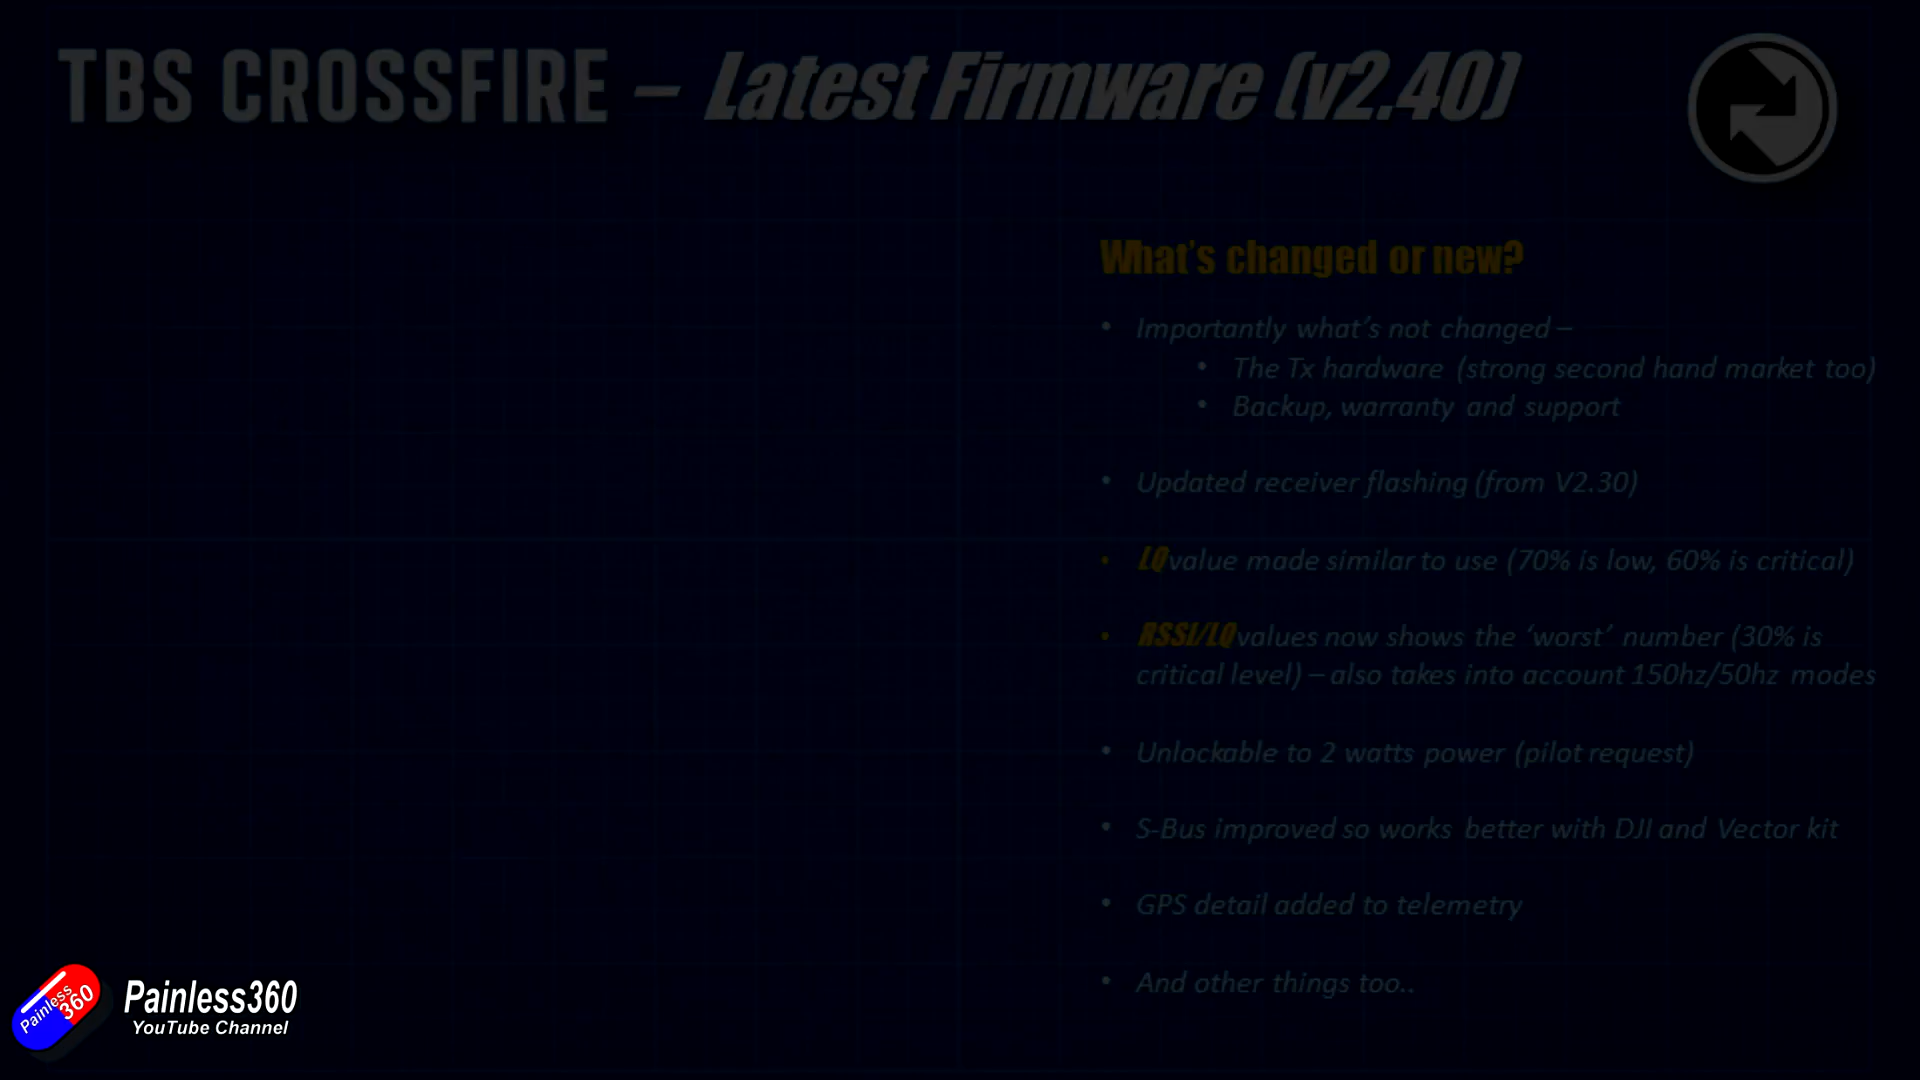 TBS CROSSFIRE – Latest Firmware (v2.40)
What's changed or new?
• Importantly what's not changed –
• The Tx hardware (strong second hand market too)
• Backup, warranty and support
• Updated receiver flashing (from V2.30)
• LQ value made similar to use (70% is low, 60% is critical)
• RSSI/LQ values now shows the ‘worst’ number (30% is
critical level) – also takes into account 150hz/50hz modes
• Unlockable to 2 watts power (pilot request)
• S-Bus improved so works better with DJI and Vector kit
• GPS detail added to telemetry
• And other things too..
Painless
360
Painless360
YouTube Channel